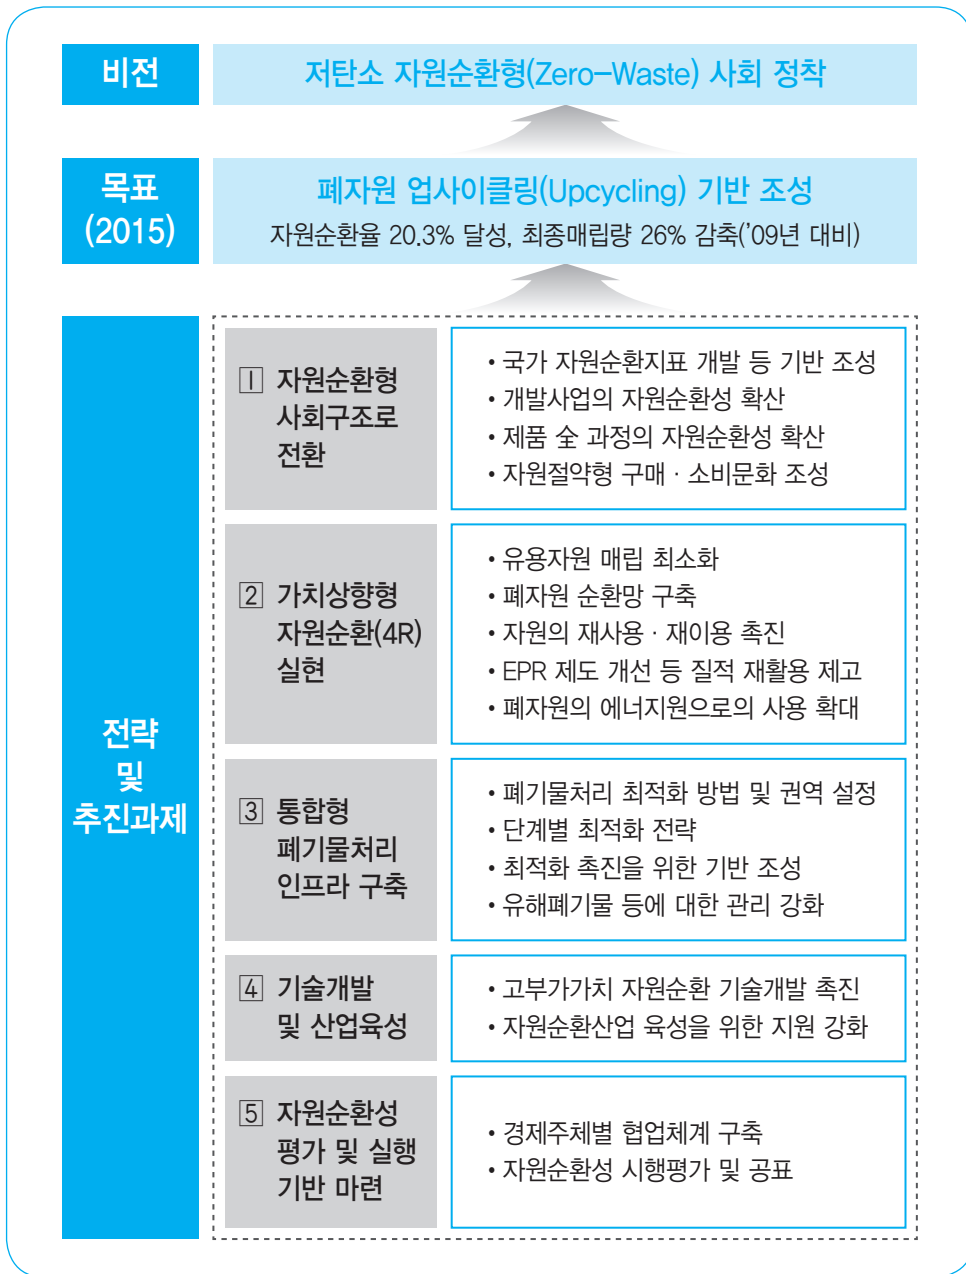 비전
저탄소 자원순환형(Zero-Waste) 사회 정착
목표
(2015)
폐자원 업사이클링(Upcycling) 기반 조성
자원순환율 20.3% 달성, 최종매립량 26% 감축('09년 대비)
전략
및
추진과제
1 자원순환형
사회구조로
전환
• 국가 자원순환지표 개발 등 기반 조성
• 개발사업의 자원순환성 확산
• 제품 全 과정의 자원순환성 확산
• 자원절약형 구매 · 소비문화 조성
2 가치상향형
자원순환(4R)
실현
• 유용자원 매립 최소화
• 폐자원 순환망 구축
• 자원의 재사용 · 재이용 촉진
• EPR 제도 개선 등 질적 재활용 제고
• 폐자원의 에너지원으로의 사용 확대
3 통합형
폐기물처리
인프라 구축
• 폐기물처리 최적화 방법 및 권역 설정
• 단계별 최적화 전략
• 최적화 촉진을 위한 기반 조성
• 유해폐기물 등에 대한 관리 강화
4 기술개발
및 산업육성
• 고부가가치 자원순환 기술개발 촉진
• 자원순환산업 육성을 위한 지원 강화
5 자원순환성
평가 및 실행
기반 마련
• 경제주체별 협업체계 구축
• 자원순환성 시행평가 및 공표